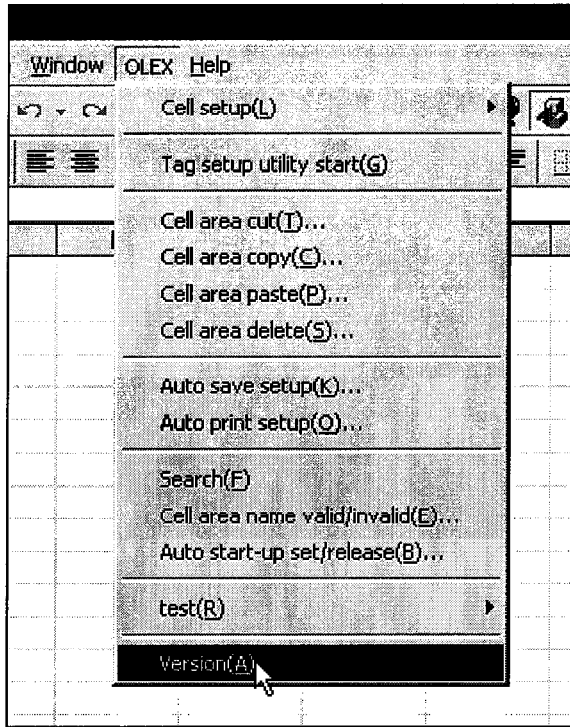 Window OLEX Help
Cell setup(L)
Tag setup utility start(G)
Cell area cut(T)...
Cell area copy(C)...
Cell area paste(P)...
Cell area delete(S)...
Auto save setup(K)...
Auto print setup(O)...
Search(F)
Cell area name valid/invalid(E)...
Auto start-up set/release(B)...
test(R)
Version(A)